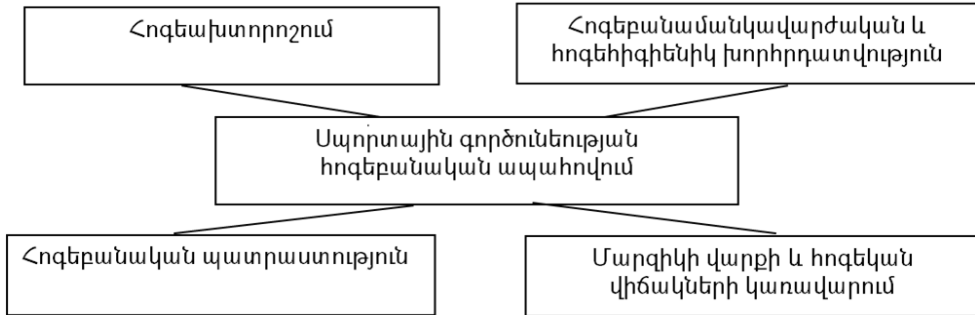 Հոգեախտորոշում
Հոգեբանամանկավարժական և
հոգեհիգիենիկ խորհրդատվություն
Սպորտային գործունեության
հոգեբանական ապահովում
Հոգեբանական պատրաստություն
Մարզիկի վարքի և հոգեկան
վիճակների կառավարում